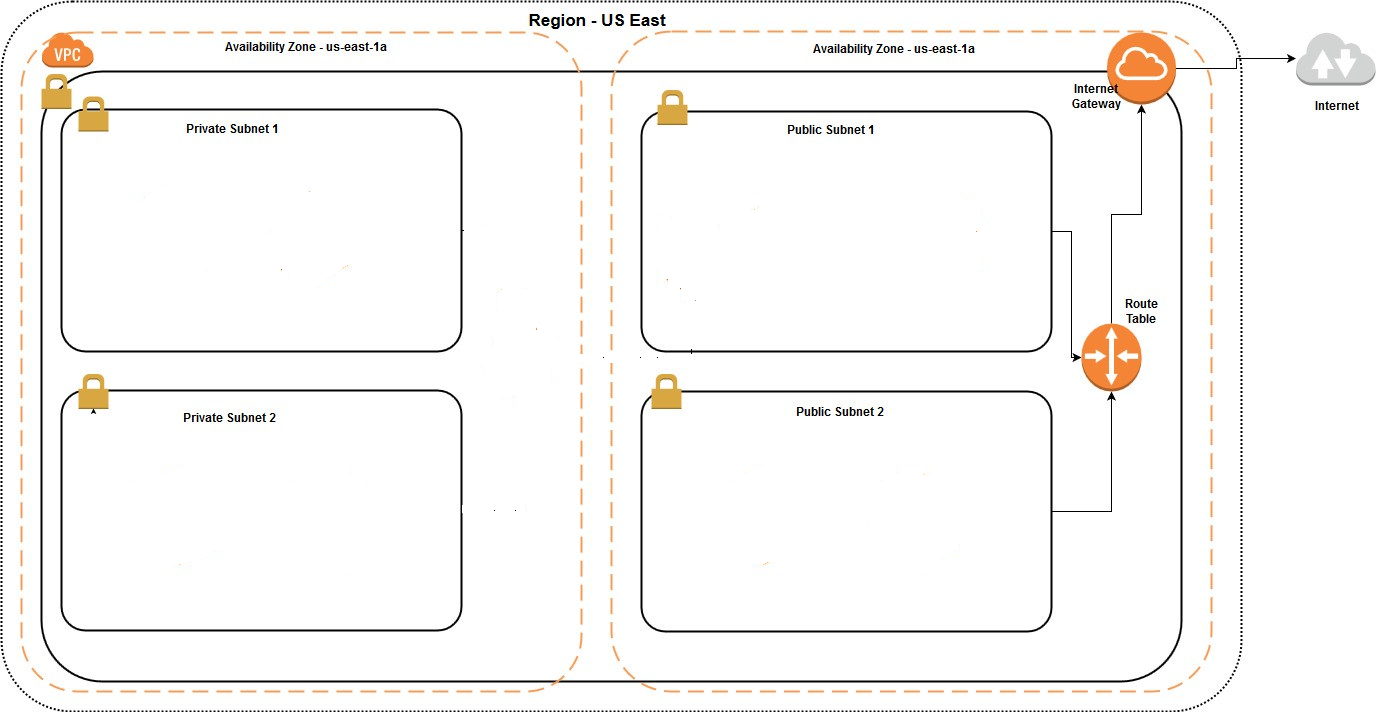 Region - US East
VPC
Availability Zone - us-east-1a
Availability Zone - us-east-1a
Internet
Gateway
Internet
Private Subnet 1
Public Subnet 1
Route
Table
Private Subnet 2
Public Subnet 2